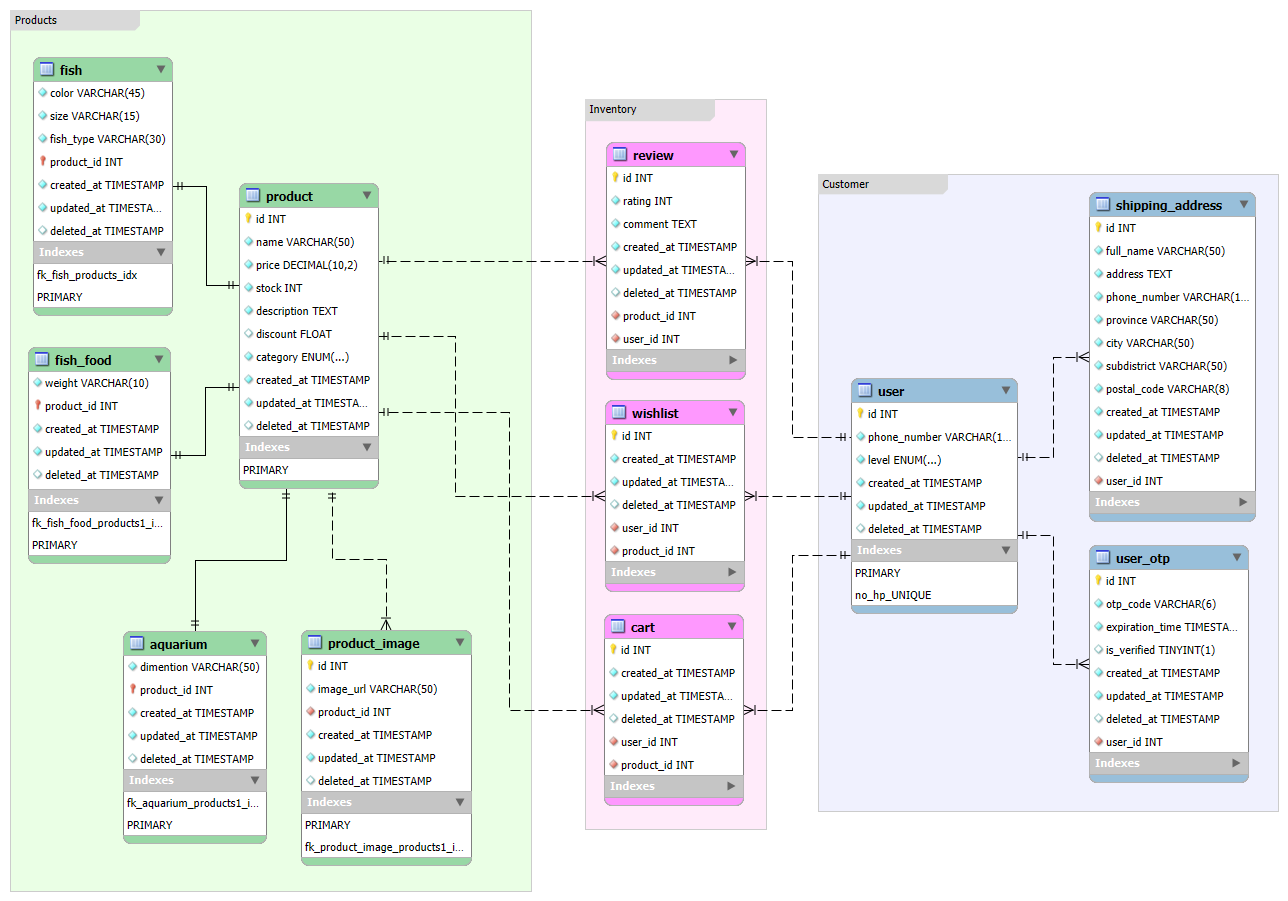 Products
fish
color VARCHAR(45)
size VARCHAR(15)
fish_type VARCHAR(30)
product_id INT
created_at TIMESTAMP
updated_at TIMESTA...
deleted_at TIMESTAMP
Indexes
fk_fish_products_idx
PRIMARY
fish_food
weight VARCHAR(10)
product_id INT
created_at TIMESTAMP
updated_at TIMESTAMP
deleted_at TIMESTAMP
Indexes
fk_fish_food_products1_i...
PRIMARY
product
id INT
name VARCHAR(50)
price DECIMAL(10,2)
stock INT
description TEXT
discount FLOAT
category ENUM(...)
created_at TIMESTAMP
updated_at TIMESTA...
deleted_at TIMESTAMP
Indexes
PRIMARY
aquarium
dimention VARCHAR(50)
product_id INT
created_at TIMESTAMP
updated_at TIMESTAMP
deleted_at TIMESTAMP
Indexes
fk_aquarium_products1_i...
PRIMARY
product_image
id INT
image_url VARCHAR(50)
product_id INT
created_at TIMESTAMP
updated_at TIMESTAMP
deleted_at TIMESTAMP
Indexes
PRIMARY
fk_product_image_products1_i...
Inventory
review
id INT
rating INT
comment TEXT
created_at TIMESTAMP
updated_at TIMESTA...
deleted_at TIMESTAMP
product_id INT
user_id INT
Indexes
wishlist
id INT
created_at TIMESTAMP
updated_at TIMESTA...
deleted_at TIMESTAMP
user_id INT
product_id INT
Indexes
cart
id INT
created_at TIMESTAMP
updated_at TIMESTA...
deleted_at TIMESTAMP
user_id INT
product_id INT
Indexes
Customer
user
id INT
phone_number VARCHAR(1...
level ENUM(...)
created_at TIMESTAMP
updated_at TIMESTAMP
deleted_at TIMESTAMP
Indexes
PRIMARY
no_hp_UNIQUE
shipping_address
id INT
full_name VARCHAR(50)
address TEXT
phone_number VARCHAR(1...
province VARCHAR(50)
city VARCHAR(50)
subdistrict VARCHAR(50)
postal_code VARCHAR(8)
created_at TIMESTAMP
updated_at TIMESTAMP
deleted_at TIMESTAMP
user_id INT
Indexes
user_otp
id INT
otp_code VARCHAR(6)
expiration_time TIMESTA...
is_verified TINYINT(1)
created_at TIMESTAMP
updated_at TIMESTAMP
deleted_at TIMESTAMP
user_id INT
Indexes